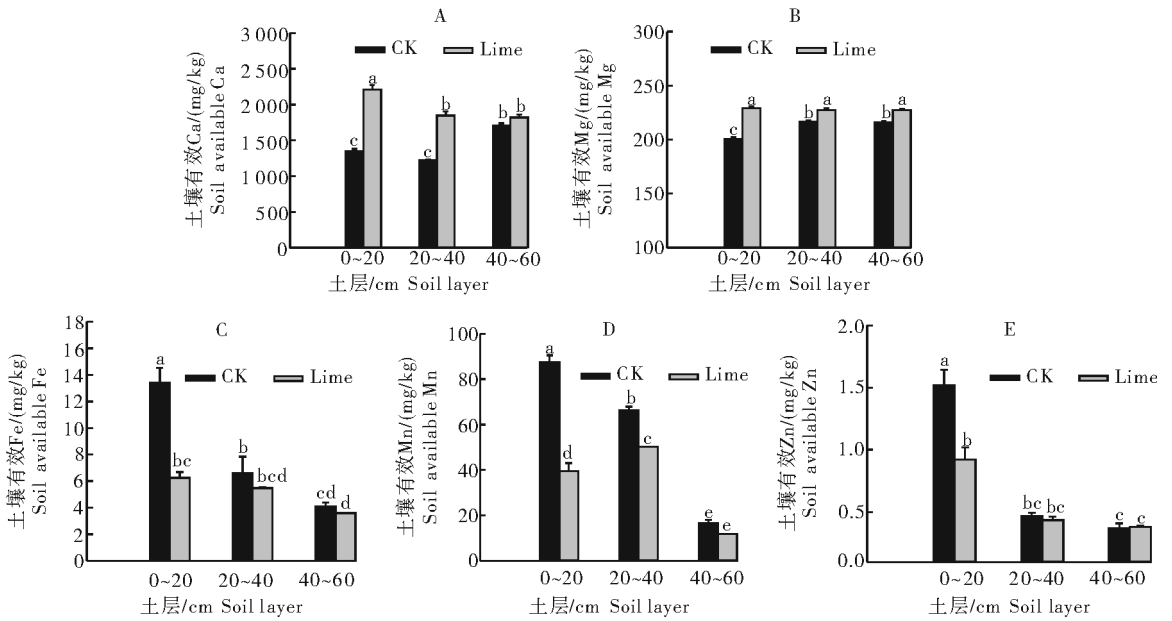 A
土壤有效Ca/(mg/kg)
Soil available Ca
3 000
2 500
2 000
1 500
1 000
500
0
CK Lime
c a c b b b
0~20 20~40 40~60
土层/cm Soil layer
B
土壤有效Mg/(mg/kg)
Soil available Mg
300
250
200
150
100
CK Lime
c a b a b a
0~20 20~40 40~60
土层/cm Soil layer
C
土壤有效Fe/(mg/kg)
Soil available Fe
18
16
14
12
10
8
6
4
2
0
CK Lime
a bc b bcd cd d
0~20 20~40 40~60
土层/cm Soil layer
D
土壤有效Mn/(mg/kg)
Soil available Mn
100
80
60
40
20
0
CK Lime
a d b c e e
0~20 20~40 40~60
土层/cm Soil layer
E
土壤有效Zn/(mg/kg)
Soil available Zn
2.0
1.5
1.0
0.5
0.0
CK Lime
a b bc bc c c
0~20 20~40 40~60
土层/cm Soil layer